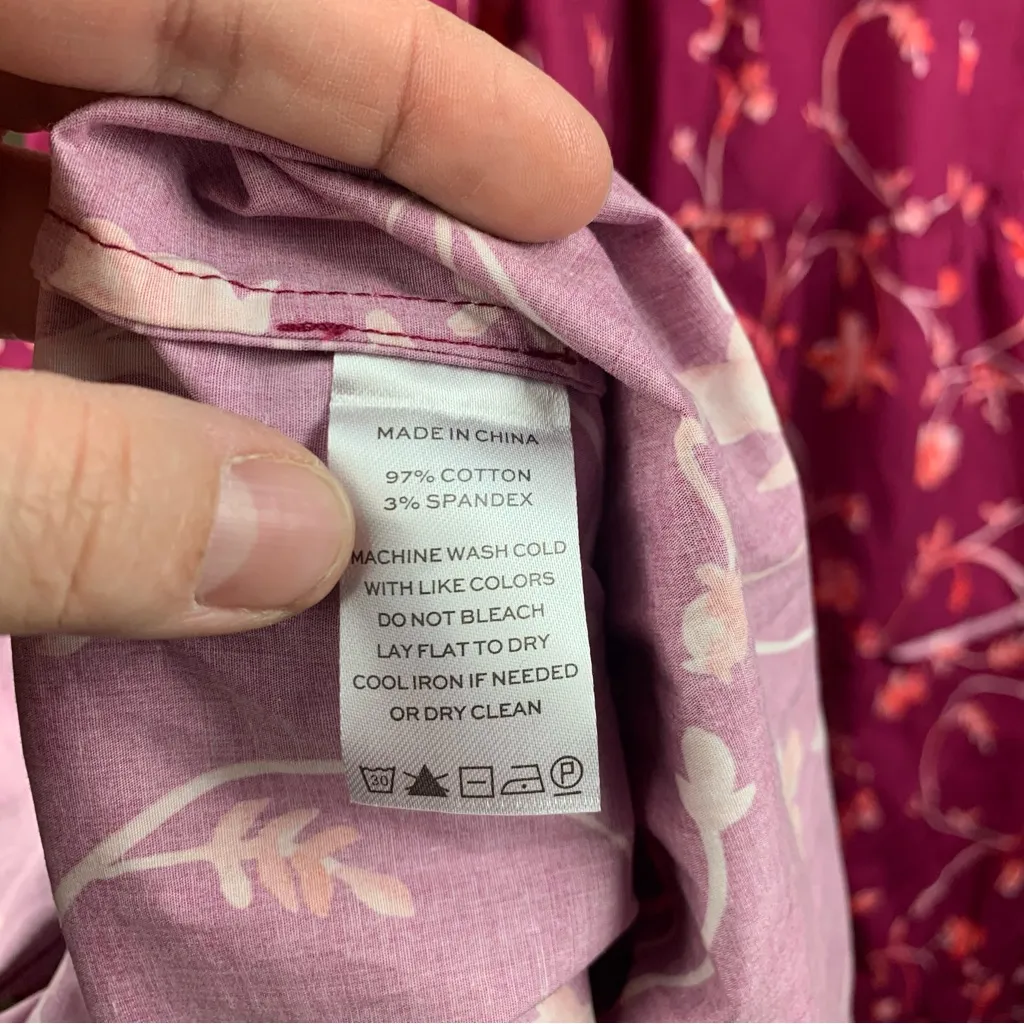 MADE IN CHINA
97% COTTON
3% SPANDEX
MACHINE WASH COLD
WITH LIKE COLORS
DO NOT BLEACH
LAY FLAT TO DRY
COOL IRON IF NEEDED
OR DRY CLEAN
30 P